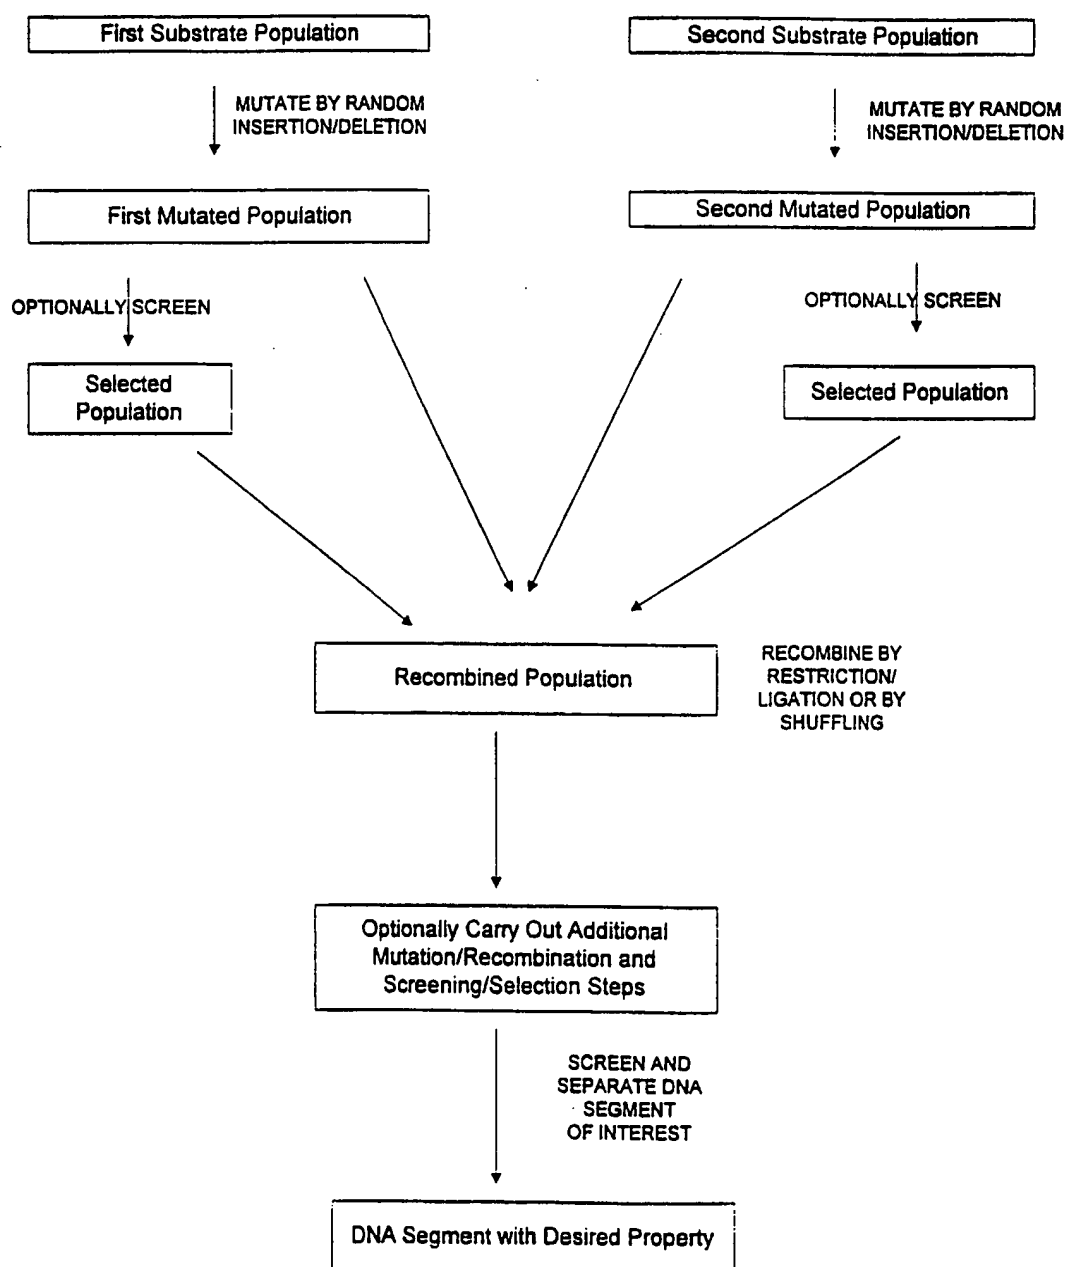 First Substrate Population
Second Substrate Population
MUTATE BY RANDOM
INSERTION/DELETION
MUTATE BY RANDOM
INSERTION/DELETION
First Mutated Population
Second Mutated Population
OPTIONALLY SCREEN
OPTIONALLY SCREEN
Selected
Population
Selected Population
Recombined Population
RECOMBINE BY
RESTRICTION/
LIGATION OR BY
SHUFFLING
Optionally Carry Out Additional
Mutation/Recombination and
Screening/Selection Steps
SCREEN AND
SEPARATE DNA
SEGMENT
OF INTEREST
DNA Segment with Desired Property